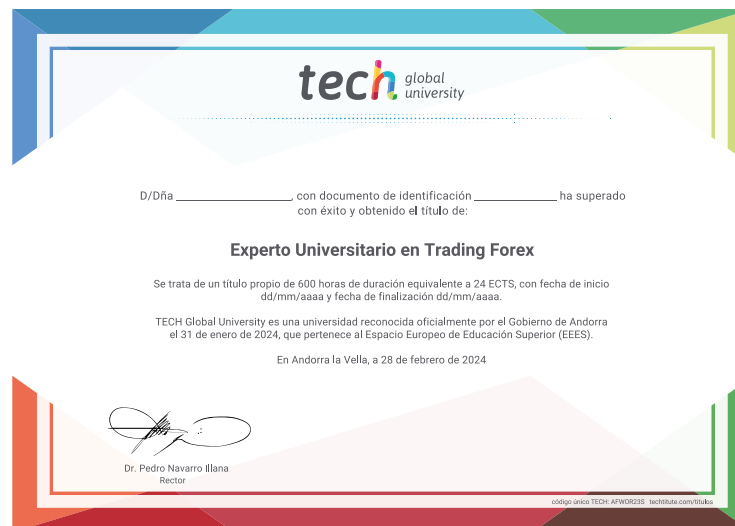 tech global university
D/Dña ____________________, con documento de identificación ______________ ha superado
con éxito y obtenido el título de:
Experto Universitario en Trading Forex
Se trata de un título propio de 600 horas de duración equivalente a 24 ECTS, con fecha de inicio
dd/mm/aaaa y fecha de finalización dd/mm/aaaa.
TECH Global University es una universidad reconocida oficialmente por el Gobierno de Andorra
el 31 de enero de 2024, que pertenece al Espacio Europeo de Educación Superior (EEES).
En Andorra la Vella, a 28 de febrero de 2024
Dr. Pedro Navarro Illana
Rector
código único TECH: AFWOR23S techtitute.com/titulos